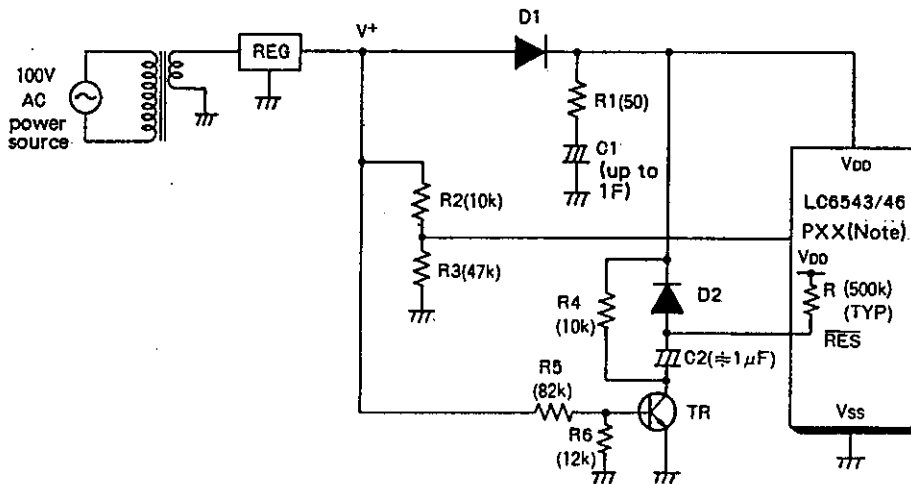 100V
AC
power
source
REG
V+
D1
R1(50)
C1
(up to
1F)
R2(10k)
R3(47k)
R4
(10k)
D2
C2(≒1μF)
R5
(82k)
R6
(12k)
TR
VDD
LC6543/46
PXX(Note)
VDD
R (500k)
(TYP)
RES
VSS